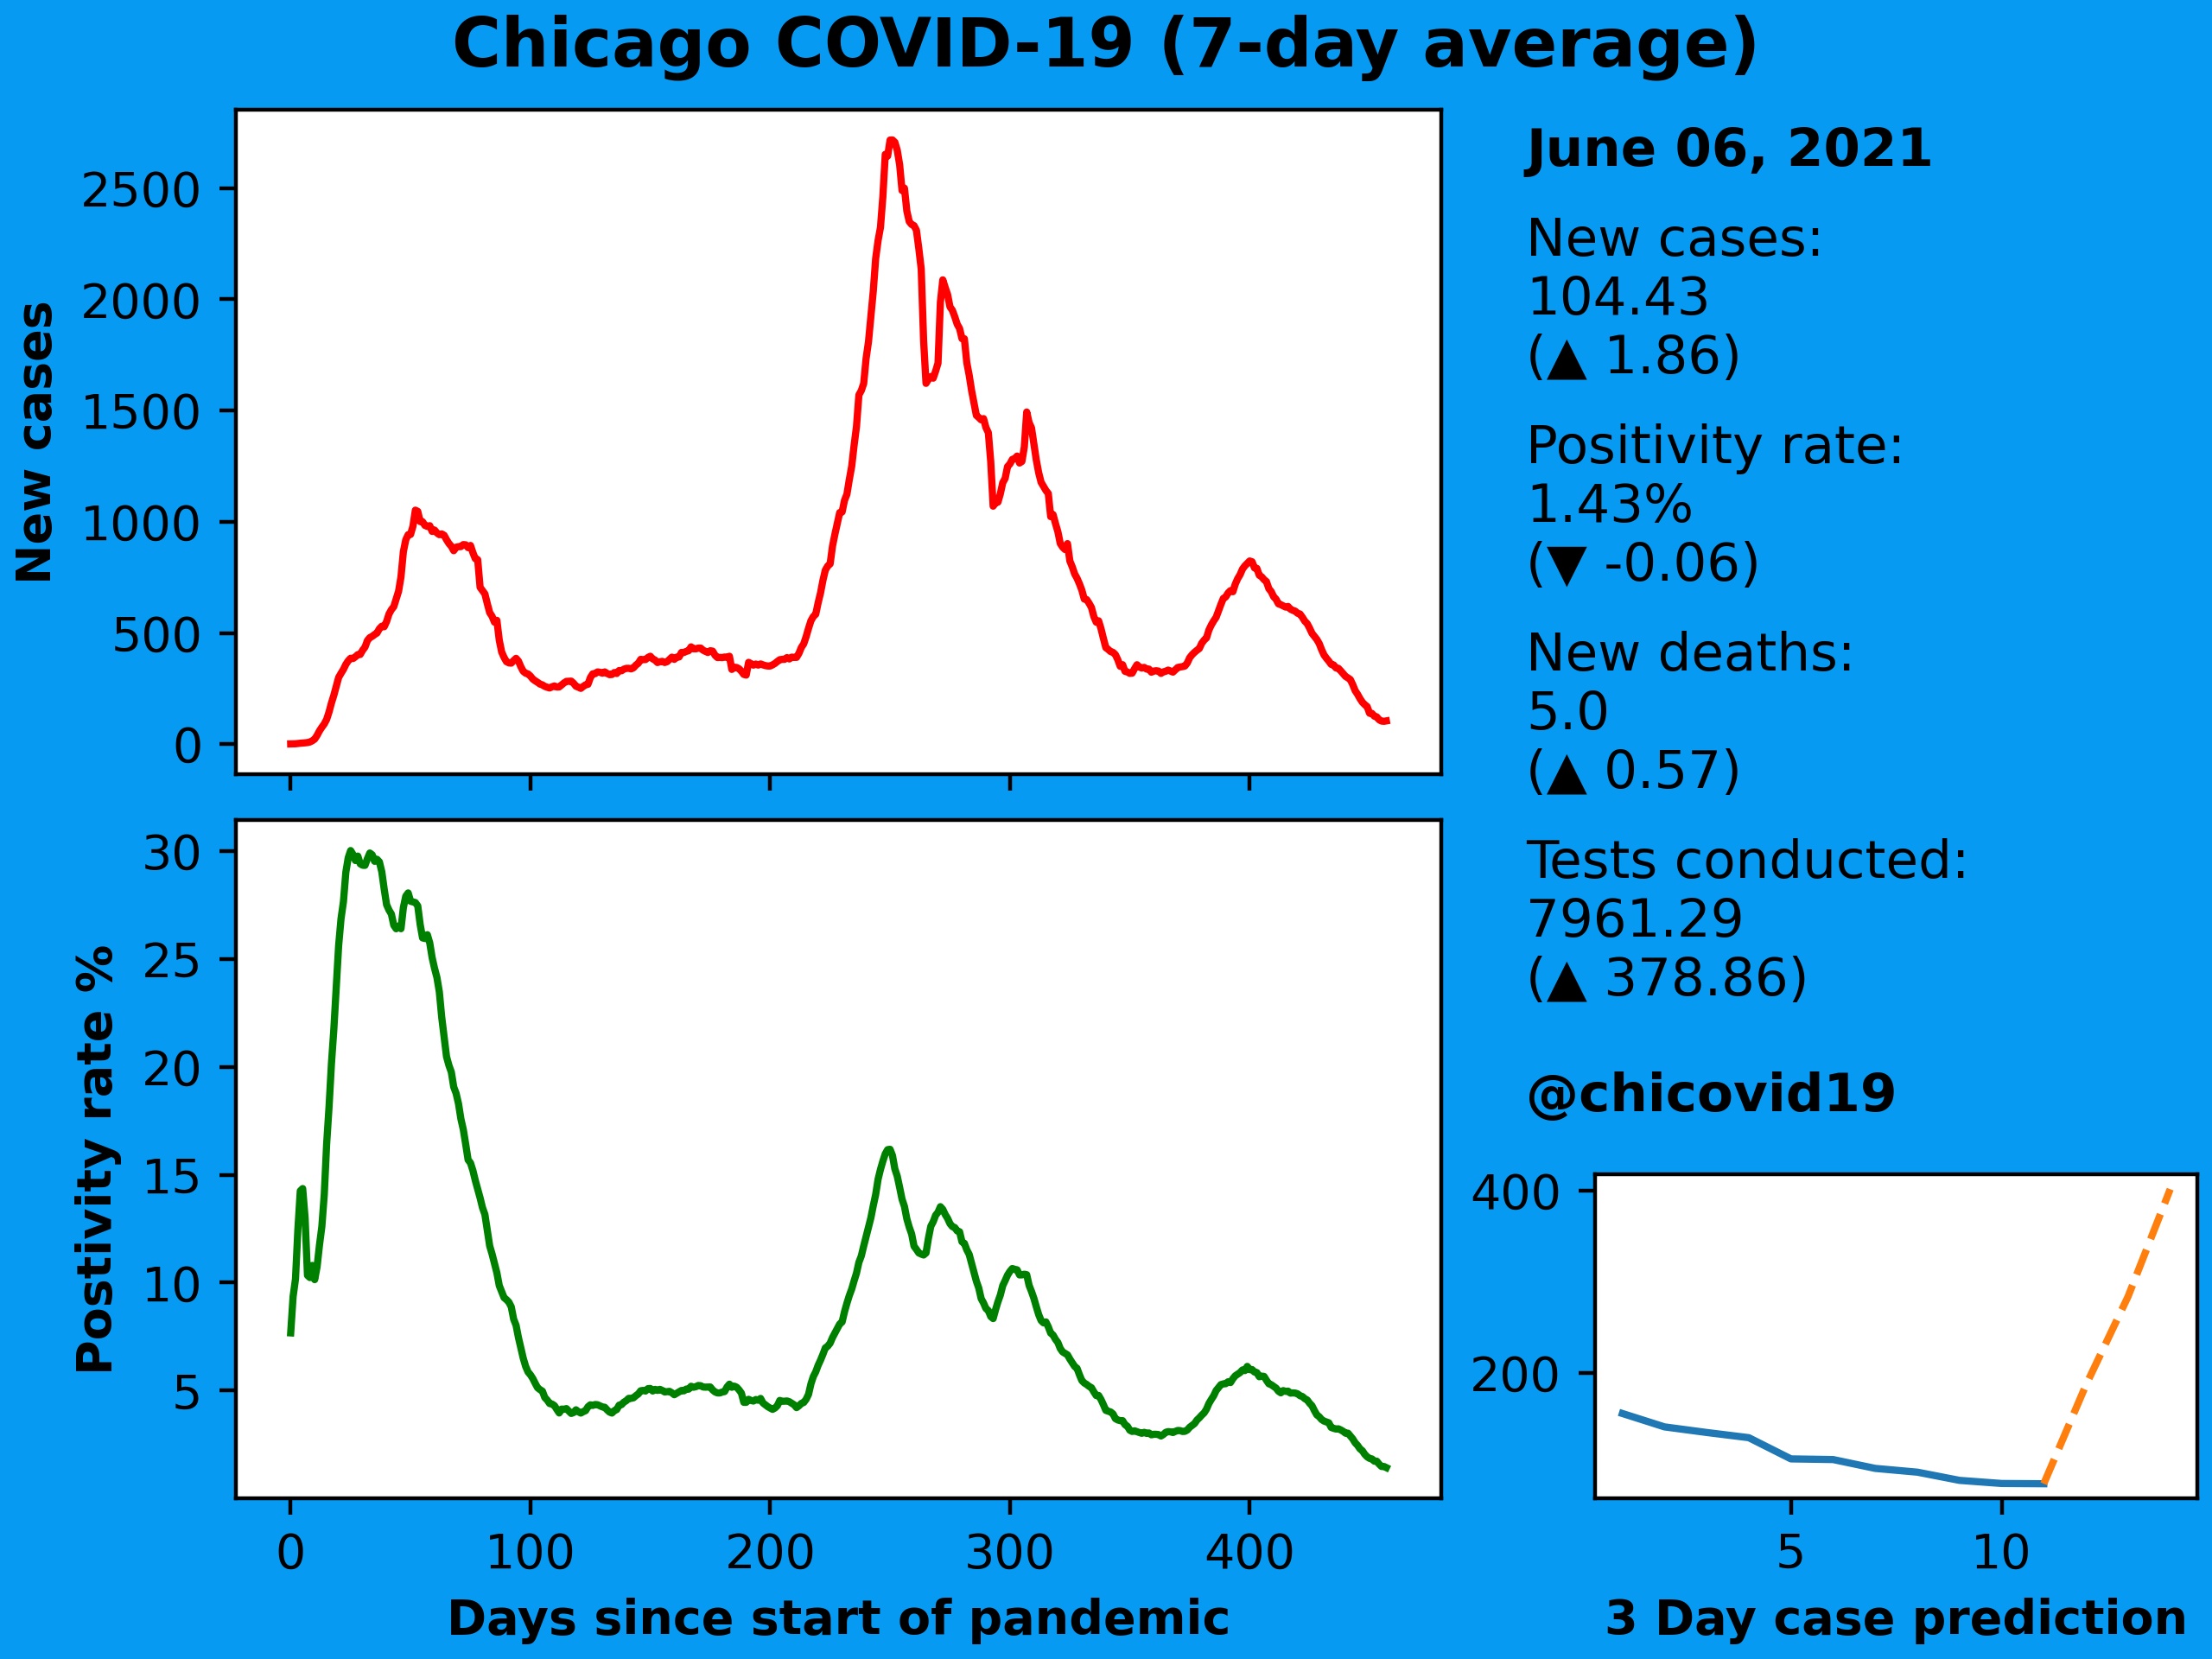 Chicago COVID-19 (7-day average)
New cases
2500
2000
1500
1000
500
0
Postivity rate %
30
25
20
15
10
5
0 100 200 300 400
Days since start of pandemic
June 06, 2021
New cases:
104.43
(▲ 1.86)
Positivity rate:
1.43%
(▼ -0.06)
New deaths:
5.0
(▲ 0.57)
Tests conducted:
7961.29
(▲ 378.86)
@chicovid19
400
200
5 10
3 Day case prediction